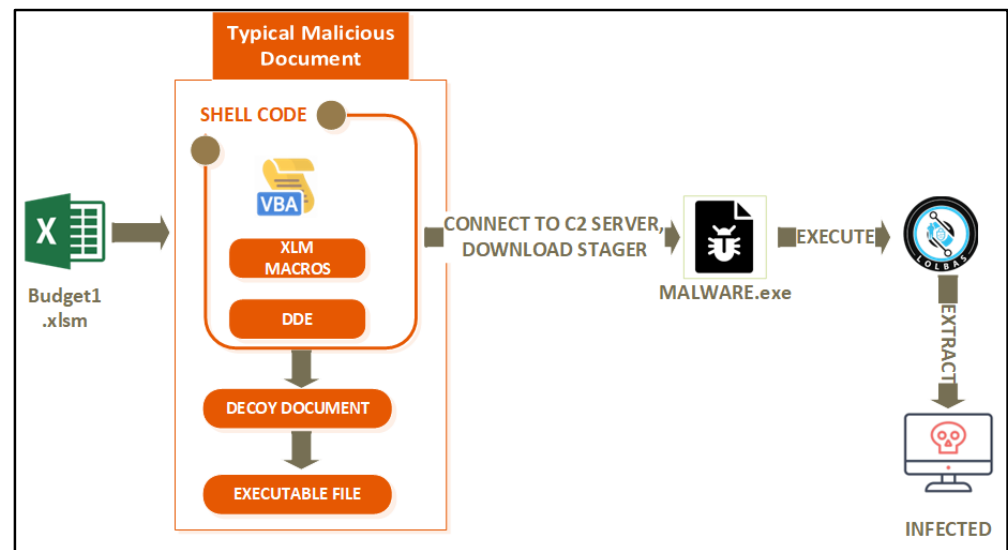 Typical Malicious
Document
SHELL CODE
VBA
XLM
MACROS
DDE
DECOY DOCUMENT
EXECUTABLE FILE
X
Budget1
.xlsm
CONNECT TO C2 SERVER,
DOWNLOAD STAGER
MALWARE.exe
EXECUTE
LOLBAS
EXTRACT
INFECTED